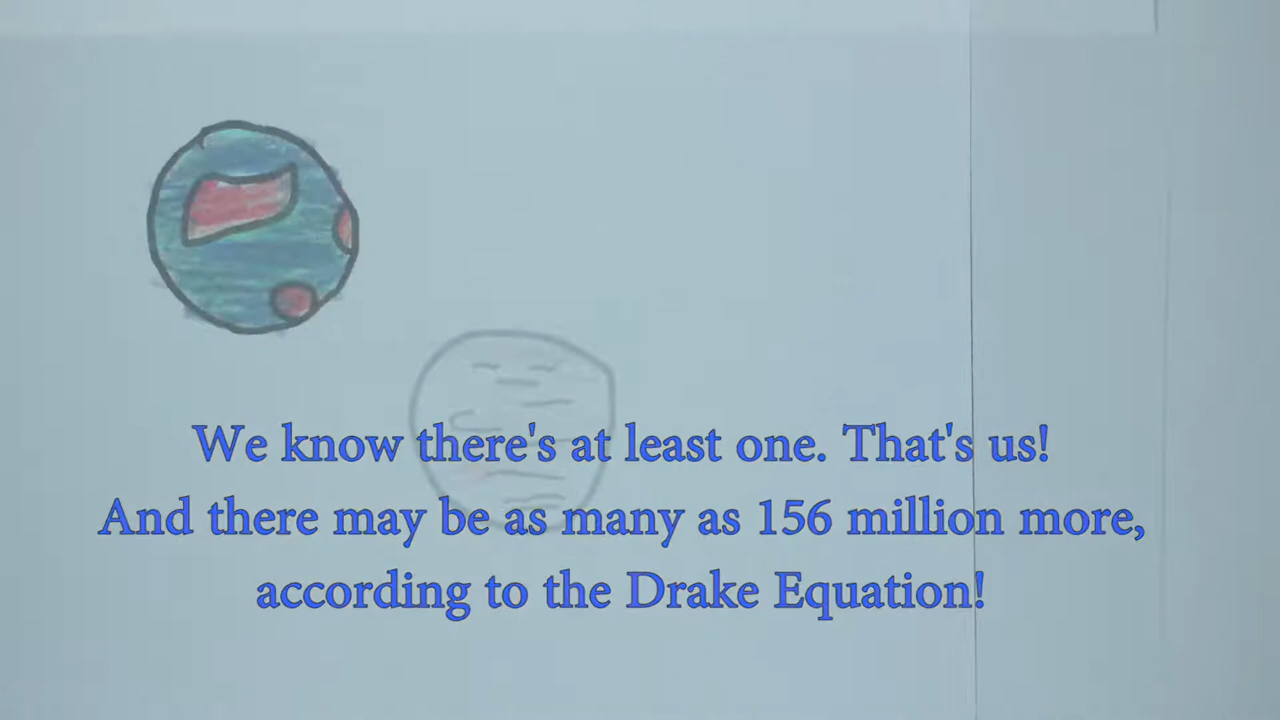 We know there's at least one. That's us!
And there may be as many as 156 million more,
according to the Drake Equation!